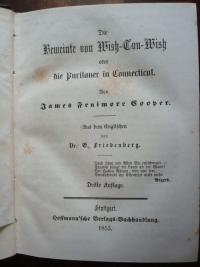 Die
Beweinte von Wish-Ton-Wish
oder
die Puritaner in Connecticut.
Von
James Fenimore Cooper.
Aus dem Englischen
von
Dr. G. Friedenberg.
Dritte Auflage.
Stuttgart.
Hoffmann'sche Verlags-Buchhandlung.
1853.